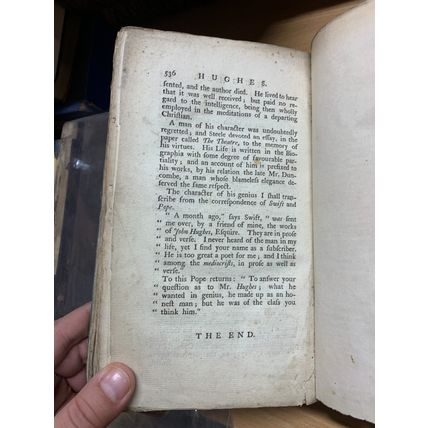 536 HUGHES.
sented, and the author died. He lived to hear
that it was well received; but paid no re-
gard to the intelligence, being then wholly
employed in the meditations of a departing
Christian.
A man of his character was undoubtedly
regretted; and Steele devoted an essay, in the
paper called The Theatre, to the memory of
his virtues. His Life is written in the Bio-
graphia with some degree of favourable par-
tiality; and an account of him is prefixed to
his works, by his relation the late Mr. Dun-
combe, a man whose blameless elegance de-
served the same respect.
The character of his genius I shall tran-
scribe from the correspondence of Swift and
Pope.
"A month ago," says Swift, "was sent
"me over, by a friend of mine, the works
"of John Hughes, Esquire. They are in prose
"and verse. I never heard of the man in my
"life, yet I find your name as a subscriber.
"He is too great a poet for me; and I think
"among the mediocrists, in prose as well as
"verse."
To this Pope returns: "To answer your
"question as to Mr. Hughes; what he
"wanted in genius, he made up as an ho-
"nest man; but he was of the class you
"think him."
THE END.